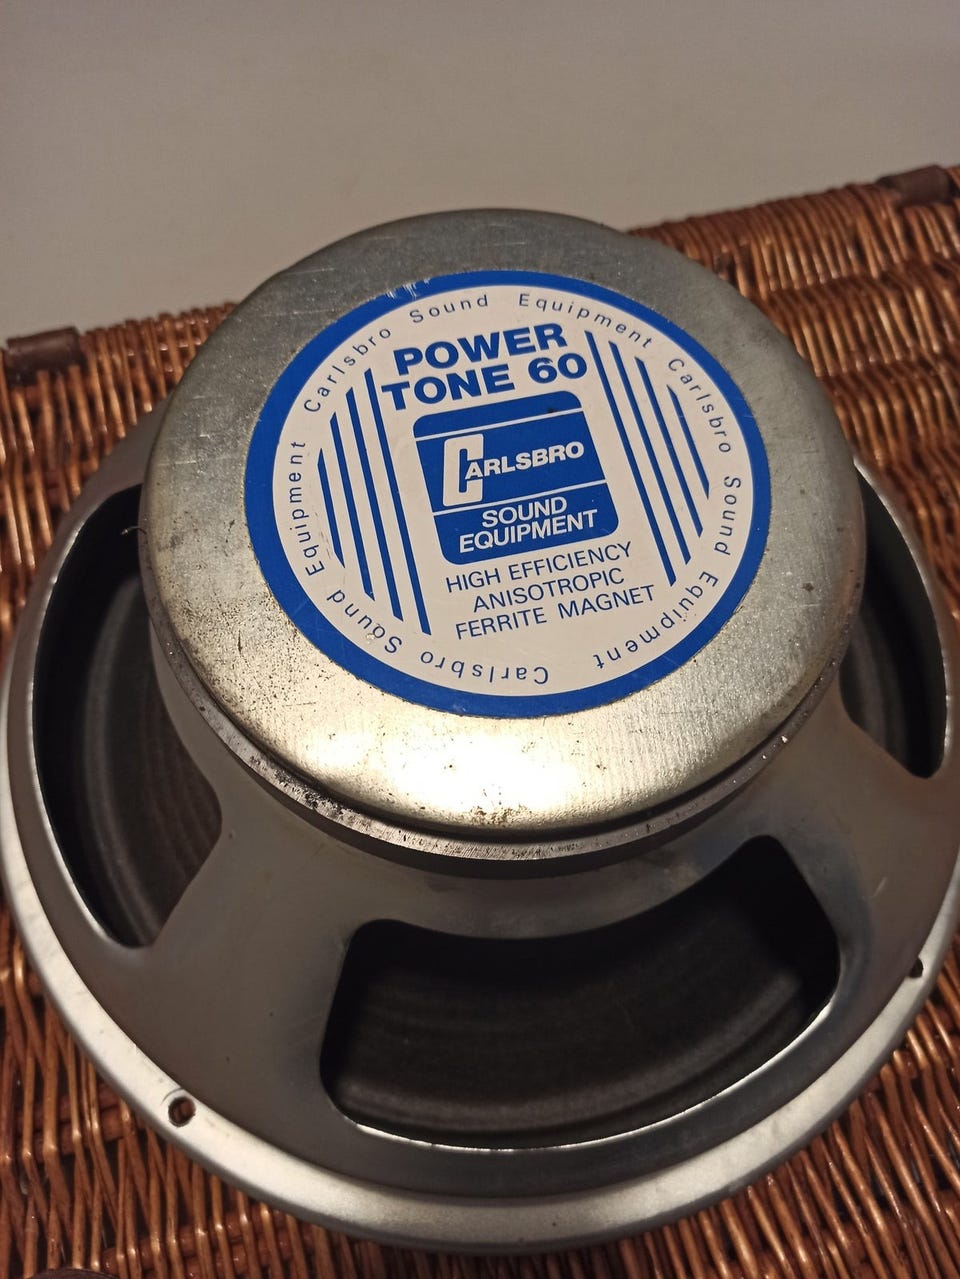 Carlsbro Sound Equipment Carlsbro Sound Equipment Carlsbro Sound Equipment
POWER
TONE 60
CARLSBRO
SOUND
EQUIPMENT
HIGH EFFICIENCY
ANISOTROPIC
FERRITE MAGNET